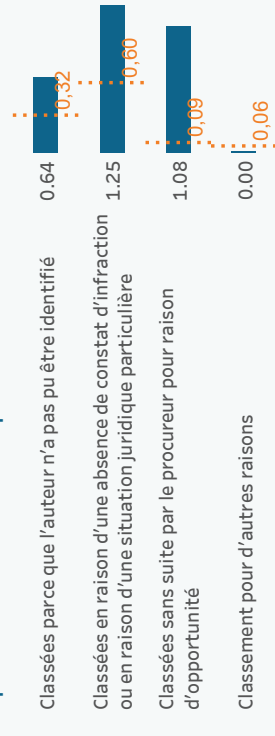 Classées parce que l'auteur n'a pas pu être identifié
0.64
0,32
Classées en raison d'une absence de constat d'infraction
ou en raison d'une situation juridique particulière
1.25
0,60
Classées sans suite par le procureur pour raison
d'opportunité
1.08
0,09
Classement pour d'autres raisons
0.00
0,06